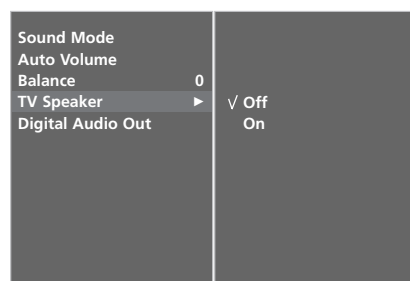 Sound Mode
Auto Volume
Balance 0
TV Speaker ►
Digital Audio Out
√ Off
On